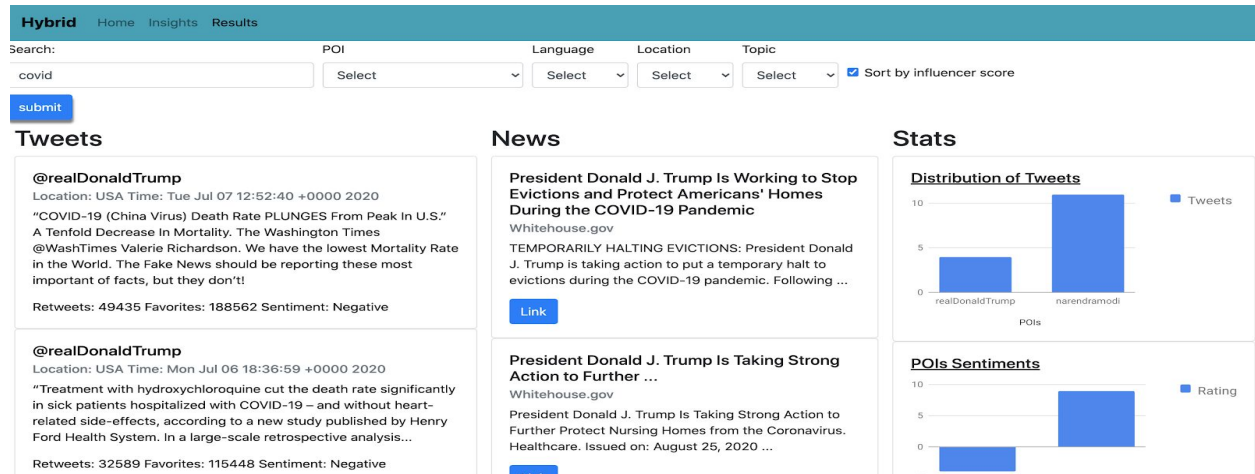 Hybrid Home Insights Results
Search: POI Language Location Topic
covid Select Select Select Select Sort by influencer score
submit
Tweets
@realDonaldTrump
Location: USA Time: Tue Jul 07 12:52:40 +0000 2020
“COVID-19 (China Virus) Death Rate PLUNGES From Peak In U.S.”
A Tenfold Decrease In Mortality. The Washington Times
@WashTimes Valerie Richardson. We have the lowest Mortality Rate
in the World. The Fake News should be reporting these most
important of facts, but they don’t!
Retweets: 49435 Favorites: 188562 Sentiment: Negative
@realDonaldTrump
Location: USA Time: Mon Jul 06 18:36:59 +0000 2020
“Treatment with hydroxychloroquine cut the death rate significantly
in sick patients hospitalized with COVID-19 – and without heart-
related side-effects, according to a new study published by Henry
Ford Health System. In a large-scale retrospective analysis...
Retweets: 32589 Favorites: 115448 Sentiment: Negative
News
President Donald J. Trump Is Working to Stop
Evictions and Protect Americans' Homes
During the COVID-19 Pandemic
Whitehouse.gov
TEMPORARILY HALTING EVICTIONS: President Donald
J. Trump is taking action to put a temporary halt to
evictions during the COVID-19 pandemic. Following ...
Link
President Donald J. Trump Is Taking Strong
Action to Further ...
Whitehouse.gov
President Donald J. Trump Is Taking Strong Action to
Further Protect Nursing Homes from the Coronavirus.
Healthcare. Issued on: August 25, 2020 ...
Stats
Distribution of Tweets
10
Tweets
5
0
realDonaldTrump narendramodi
POIs
POIs Sentiments
10
Rating
5
0